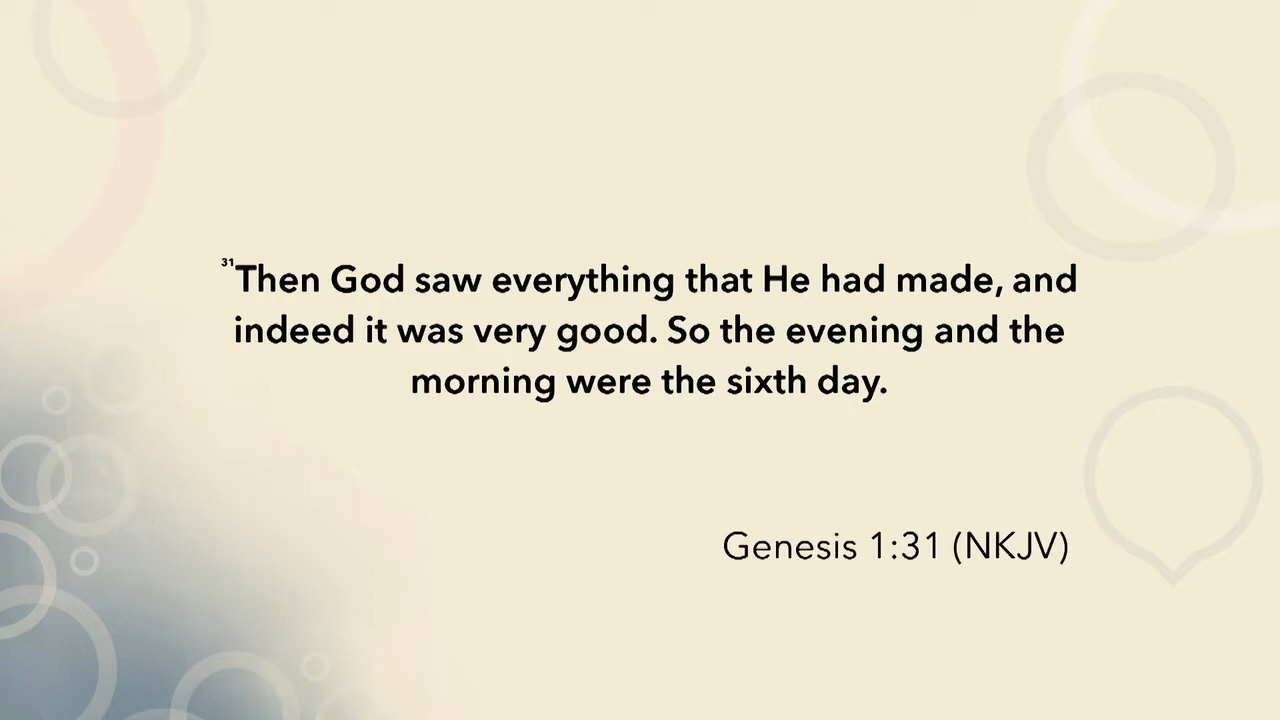 ³¹Then God saw everything that He had made, and
indeed it was very good. So the evening and the
morning were the sixth day.
Genesis 1:31 (NKJV)